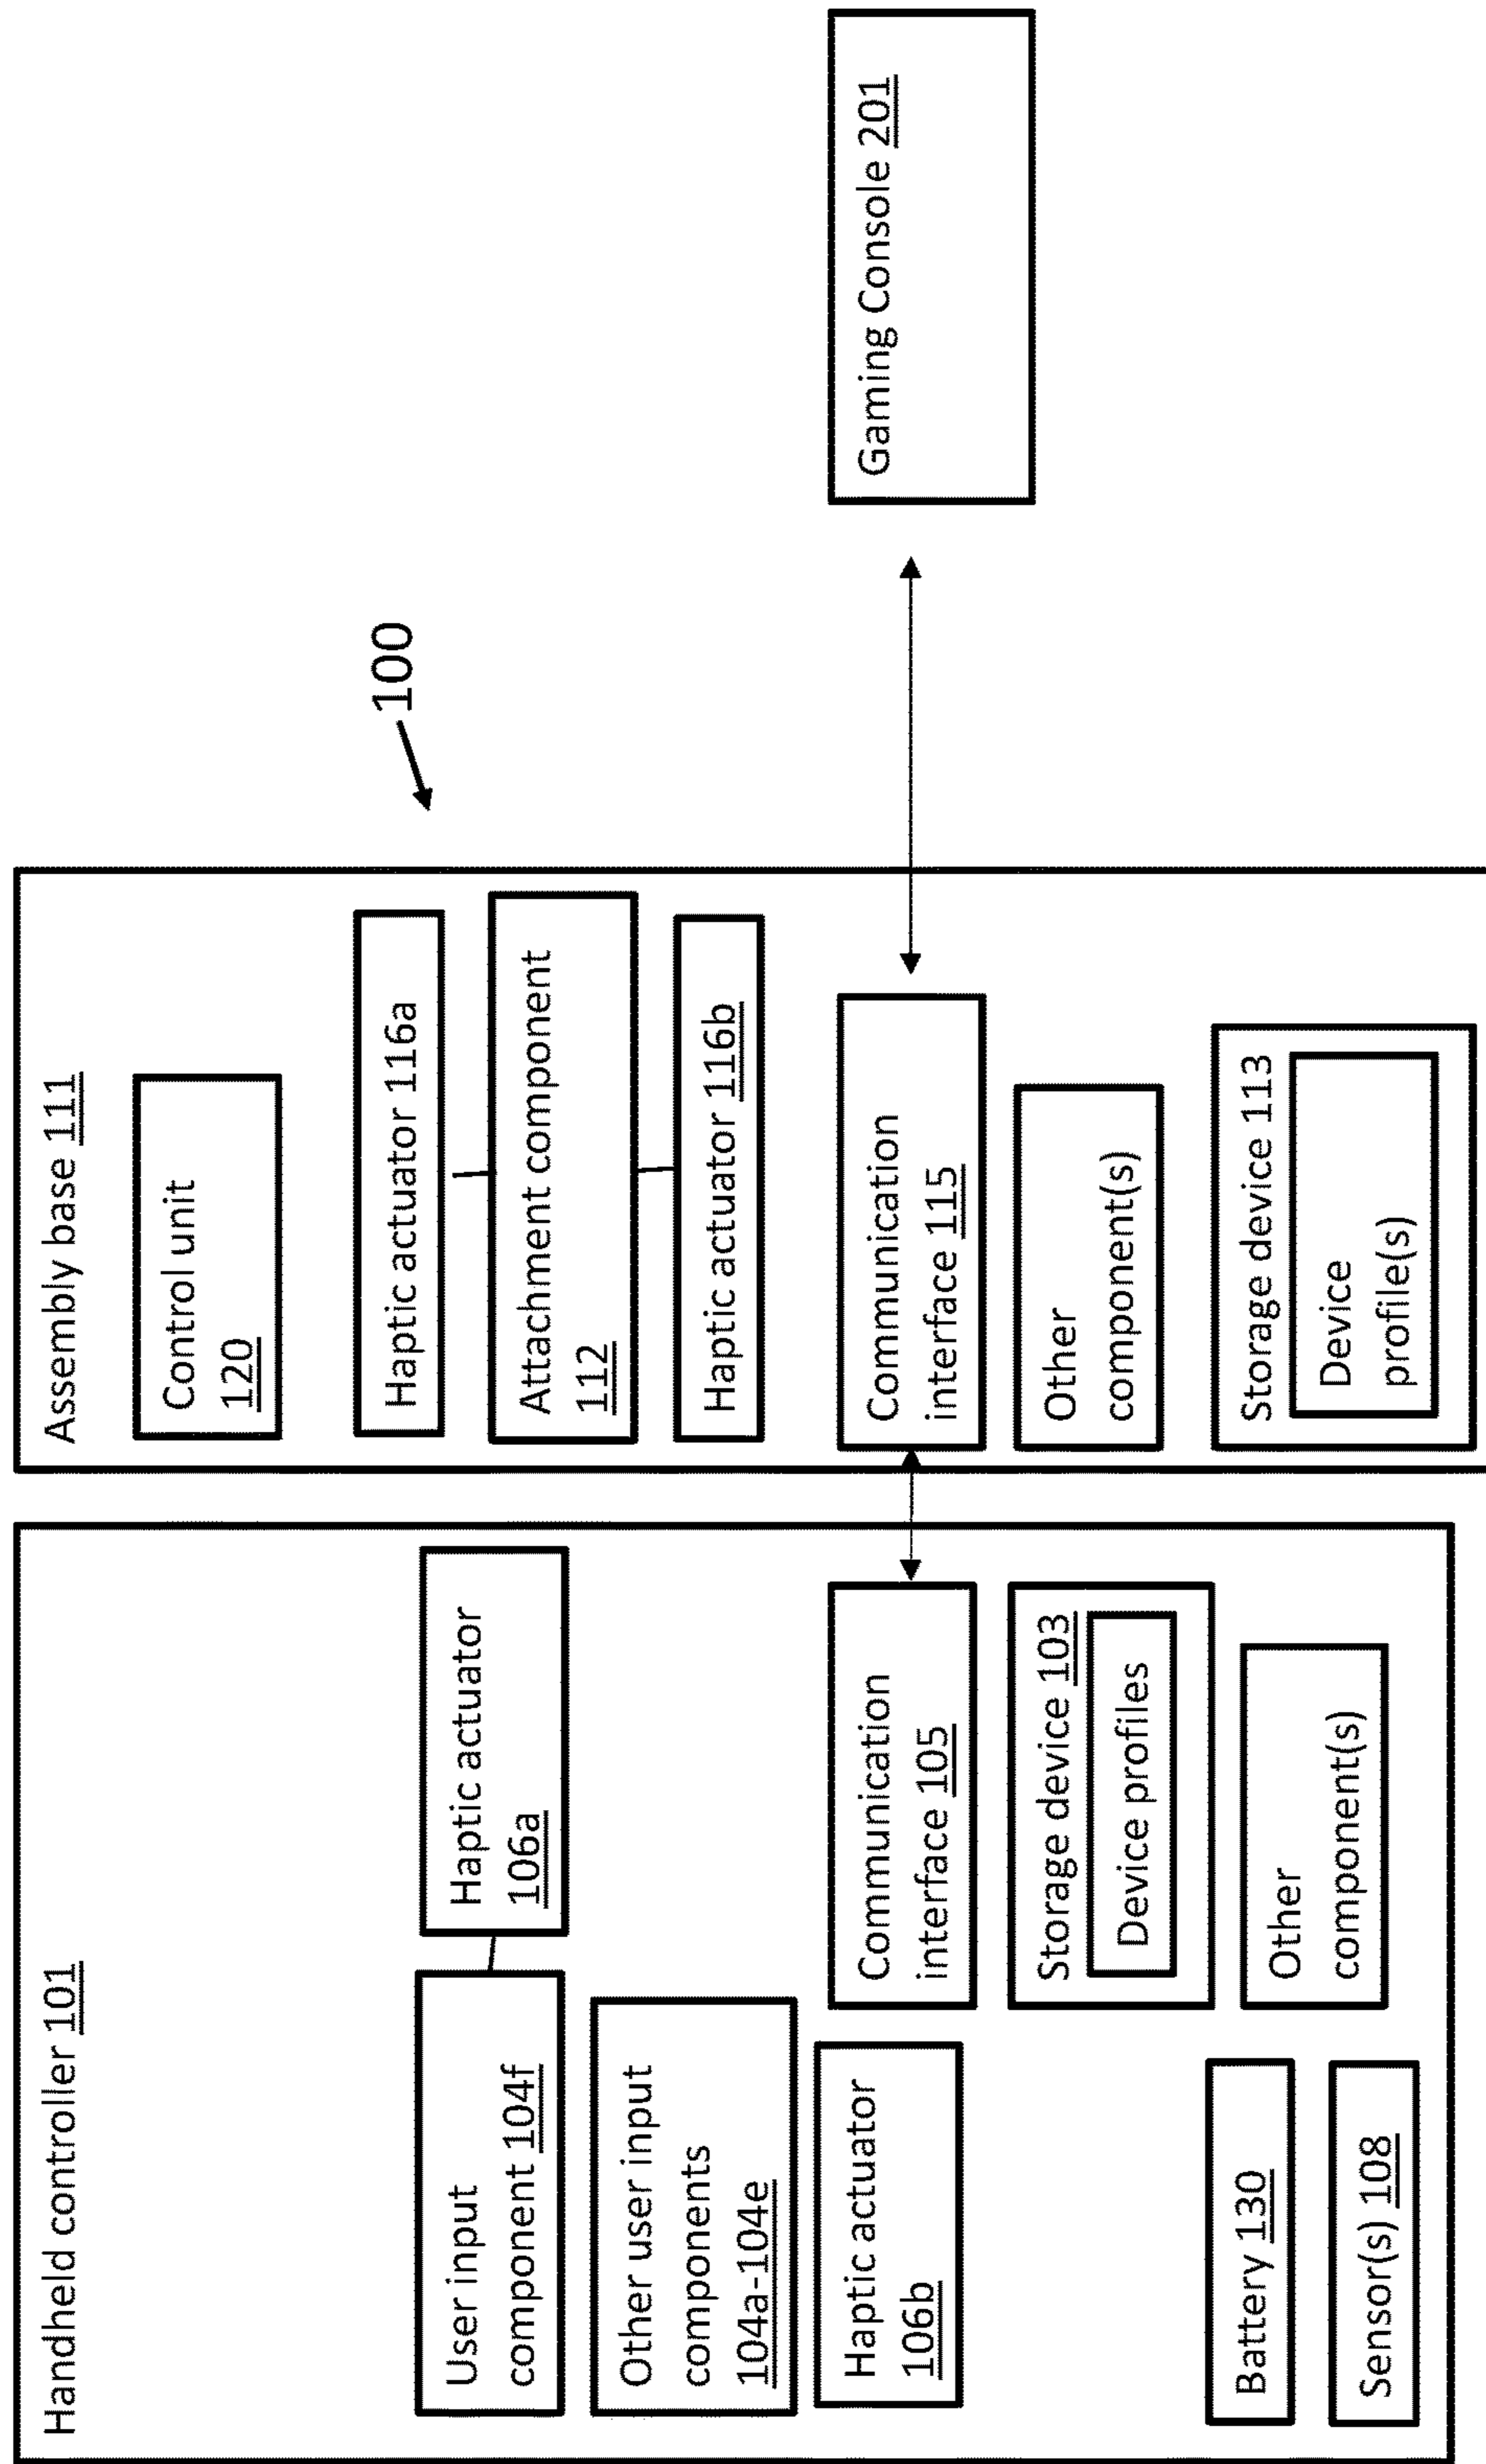 Handheld controller 101
User input
component 104f
Haptic actuator
106a
Other user input
components
104a-104e
Haptic actuator
106b
Communication
interface 105
Storage device 103
Device profiles
Battery 130
Sensor(s) 108
Other
component(s)
Assembly base 111
Control unit
120
Haptic actuator 116a
Attachment component
112
Haptic actuator 116b
Communication
interface 115
Other
component(s)
Storage device 113
Device
profile(s)
100
Gaming Console 201